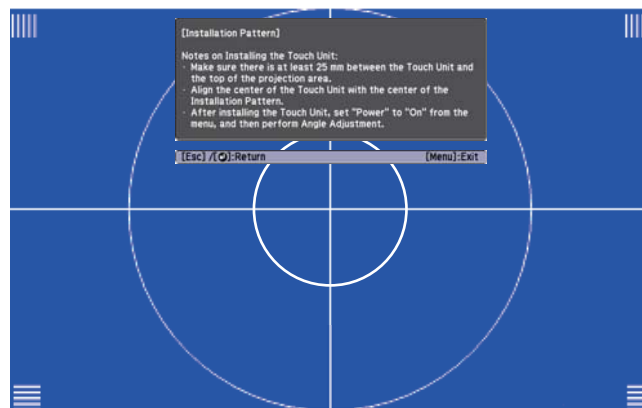 [Installation Pattern]
Notes on Installing the Touch Unit:
· Make sure there is at least 25 mm between the Touch Unit and
the top of the projection area.
· Align the center of the Touch Unit with the center of the
Installation Pattern.
· After installing the Touch Unit, set "Power" to "On" from the
menu, and then perform Angle Adjustment.
[Esc] /[⏎]:Return [Menu]:Exit